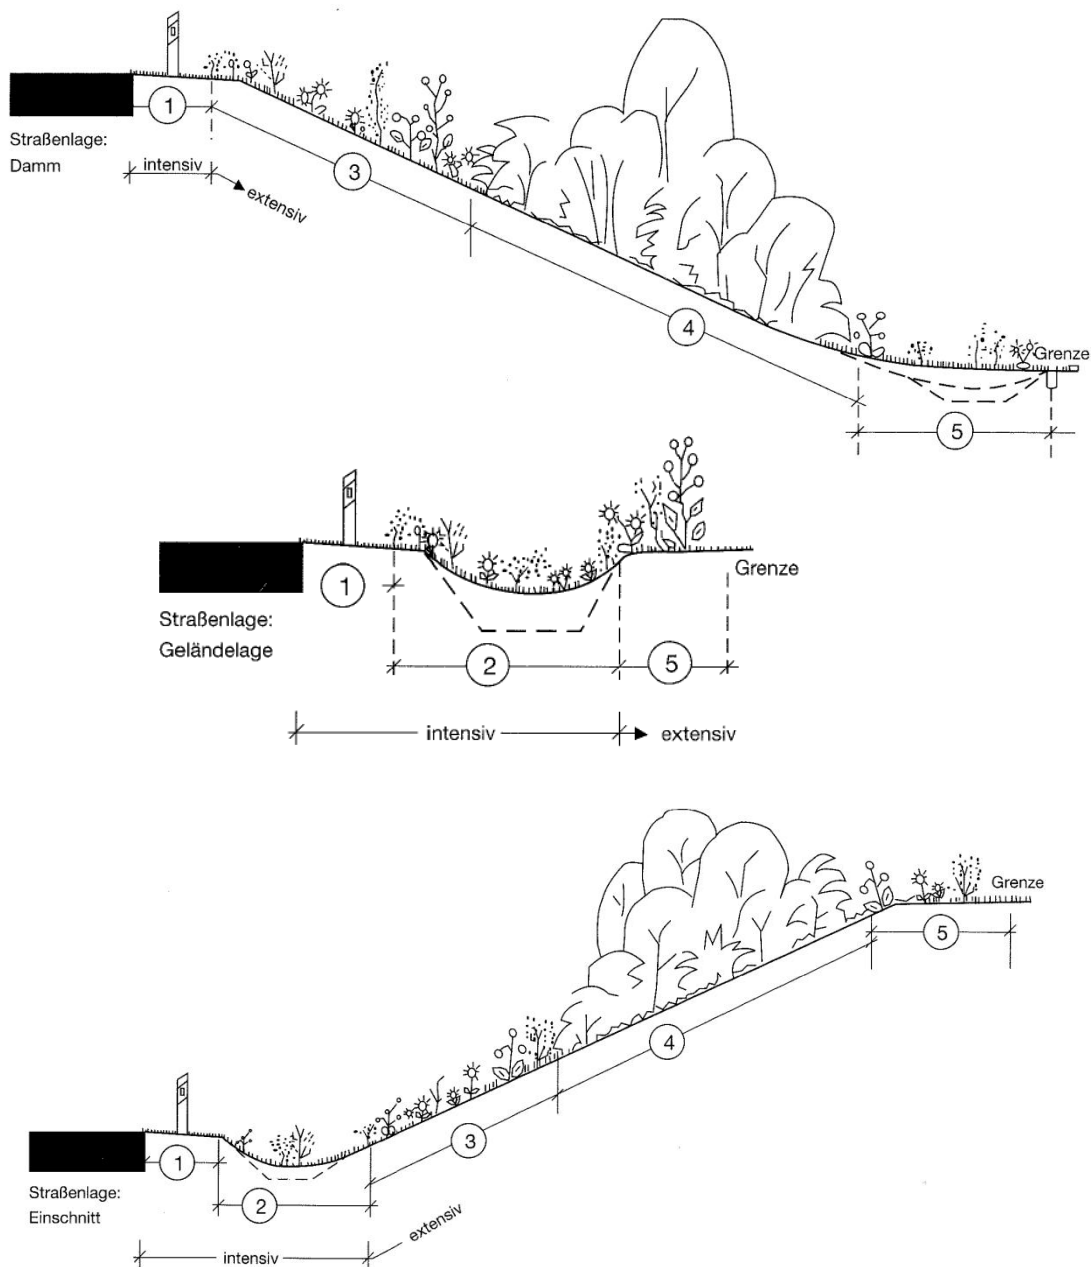 1
Straßenlage:
Damm
intensiv
extensiv
3
4
Grenze
5
1
Grenze
Straßenlage:
Geländelage
2
5
intensiv
extensiv
Grenze
5
4
3
1
Straßenlage:
Einschnitt
2
extensiv
intensiv